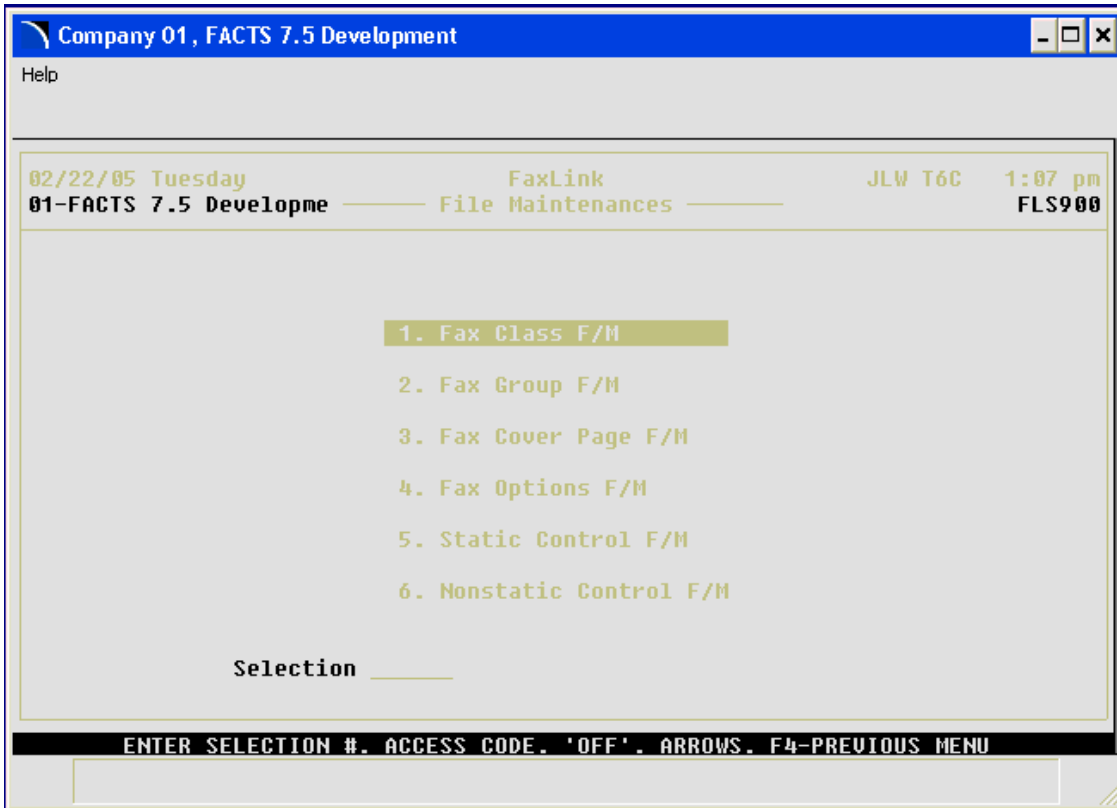 Company 01, FACTS 7.5 Development
Help
02/22/05 Tuesday FaxLink JLW T6C 1:07 pm
01-FACTS 7.5 Developme File Maintenances FLS900
1. Fax Class F/M
2. Fax Group F/M
3. Fax Cover Page F/M
4. Fax Options F/M
5. Static Control F/M
6. Nonstatic Control F/M
Selection
ENTER SELECTION #. ACCESS CODE. 'OFF'. ARROWS. F4-PREVIOUS MENU